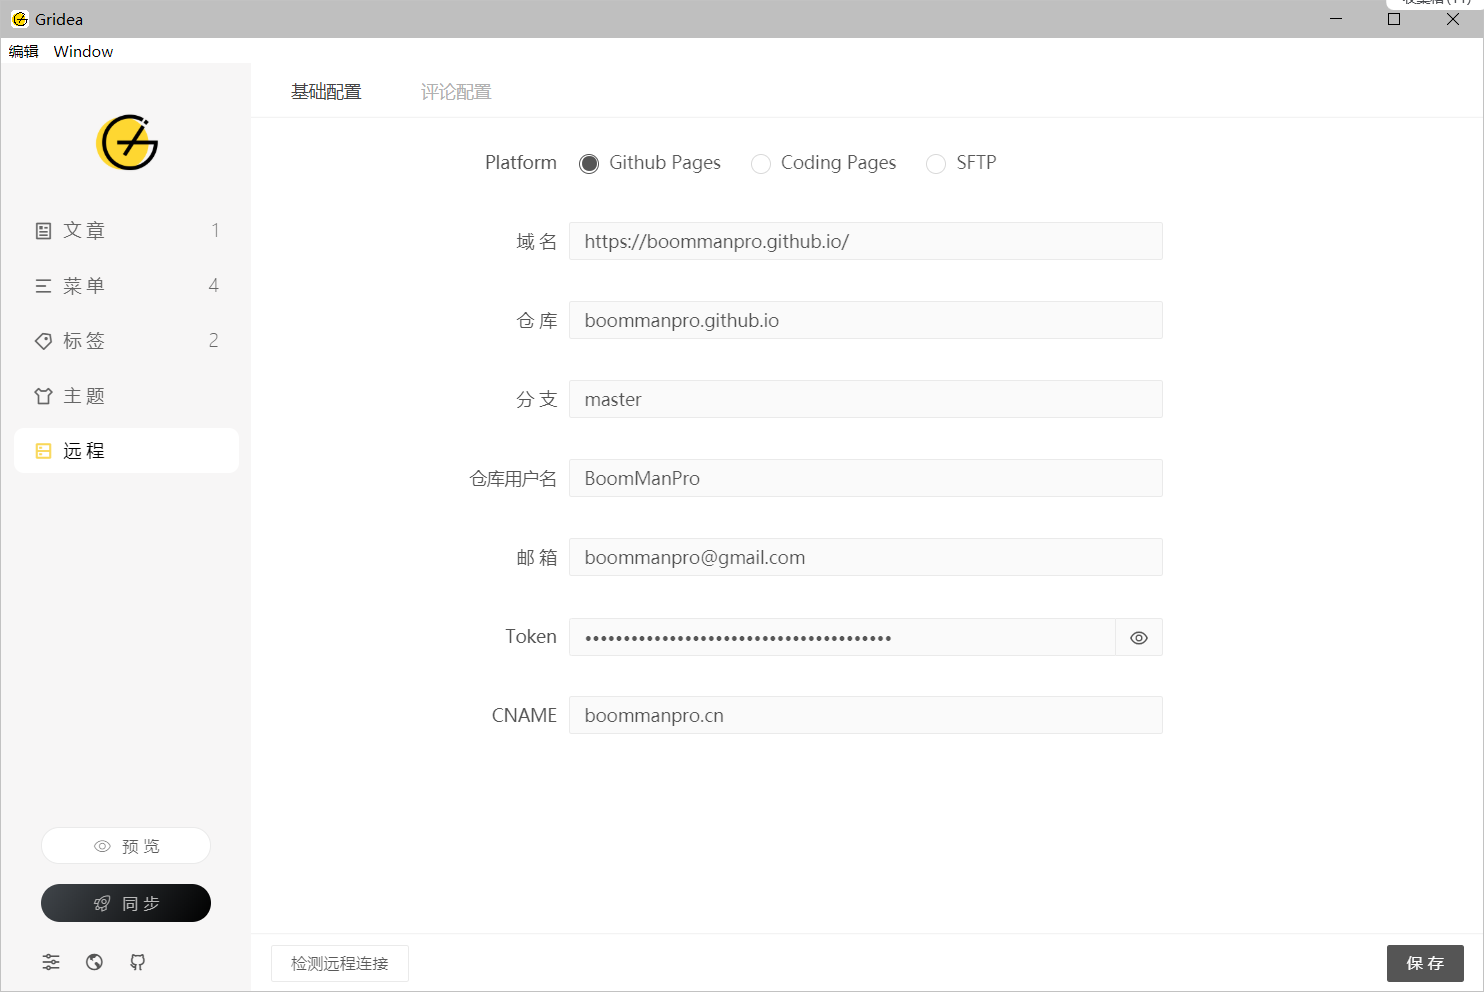 Gridea
编辑 Window
基础配置 评论配置
Platform Github Pages Coding Pages SFTP
文章 1
域名 https://boommanpro.github.io/
菜单 4
仓库 boommanpro.github.io
标签 2
主题
分支 master
远程
仓库用户名 BoomManPro
邮箱 boommanpro@gmail.com
Token ••••••••••••••••••••••••••••••••••••••••
CNAME boommanpro.cn
预览
同步
检测远程连接 保存